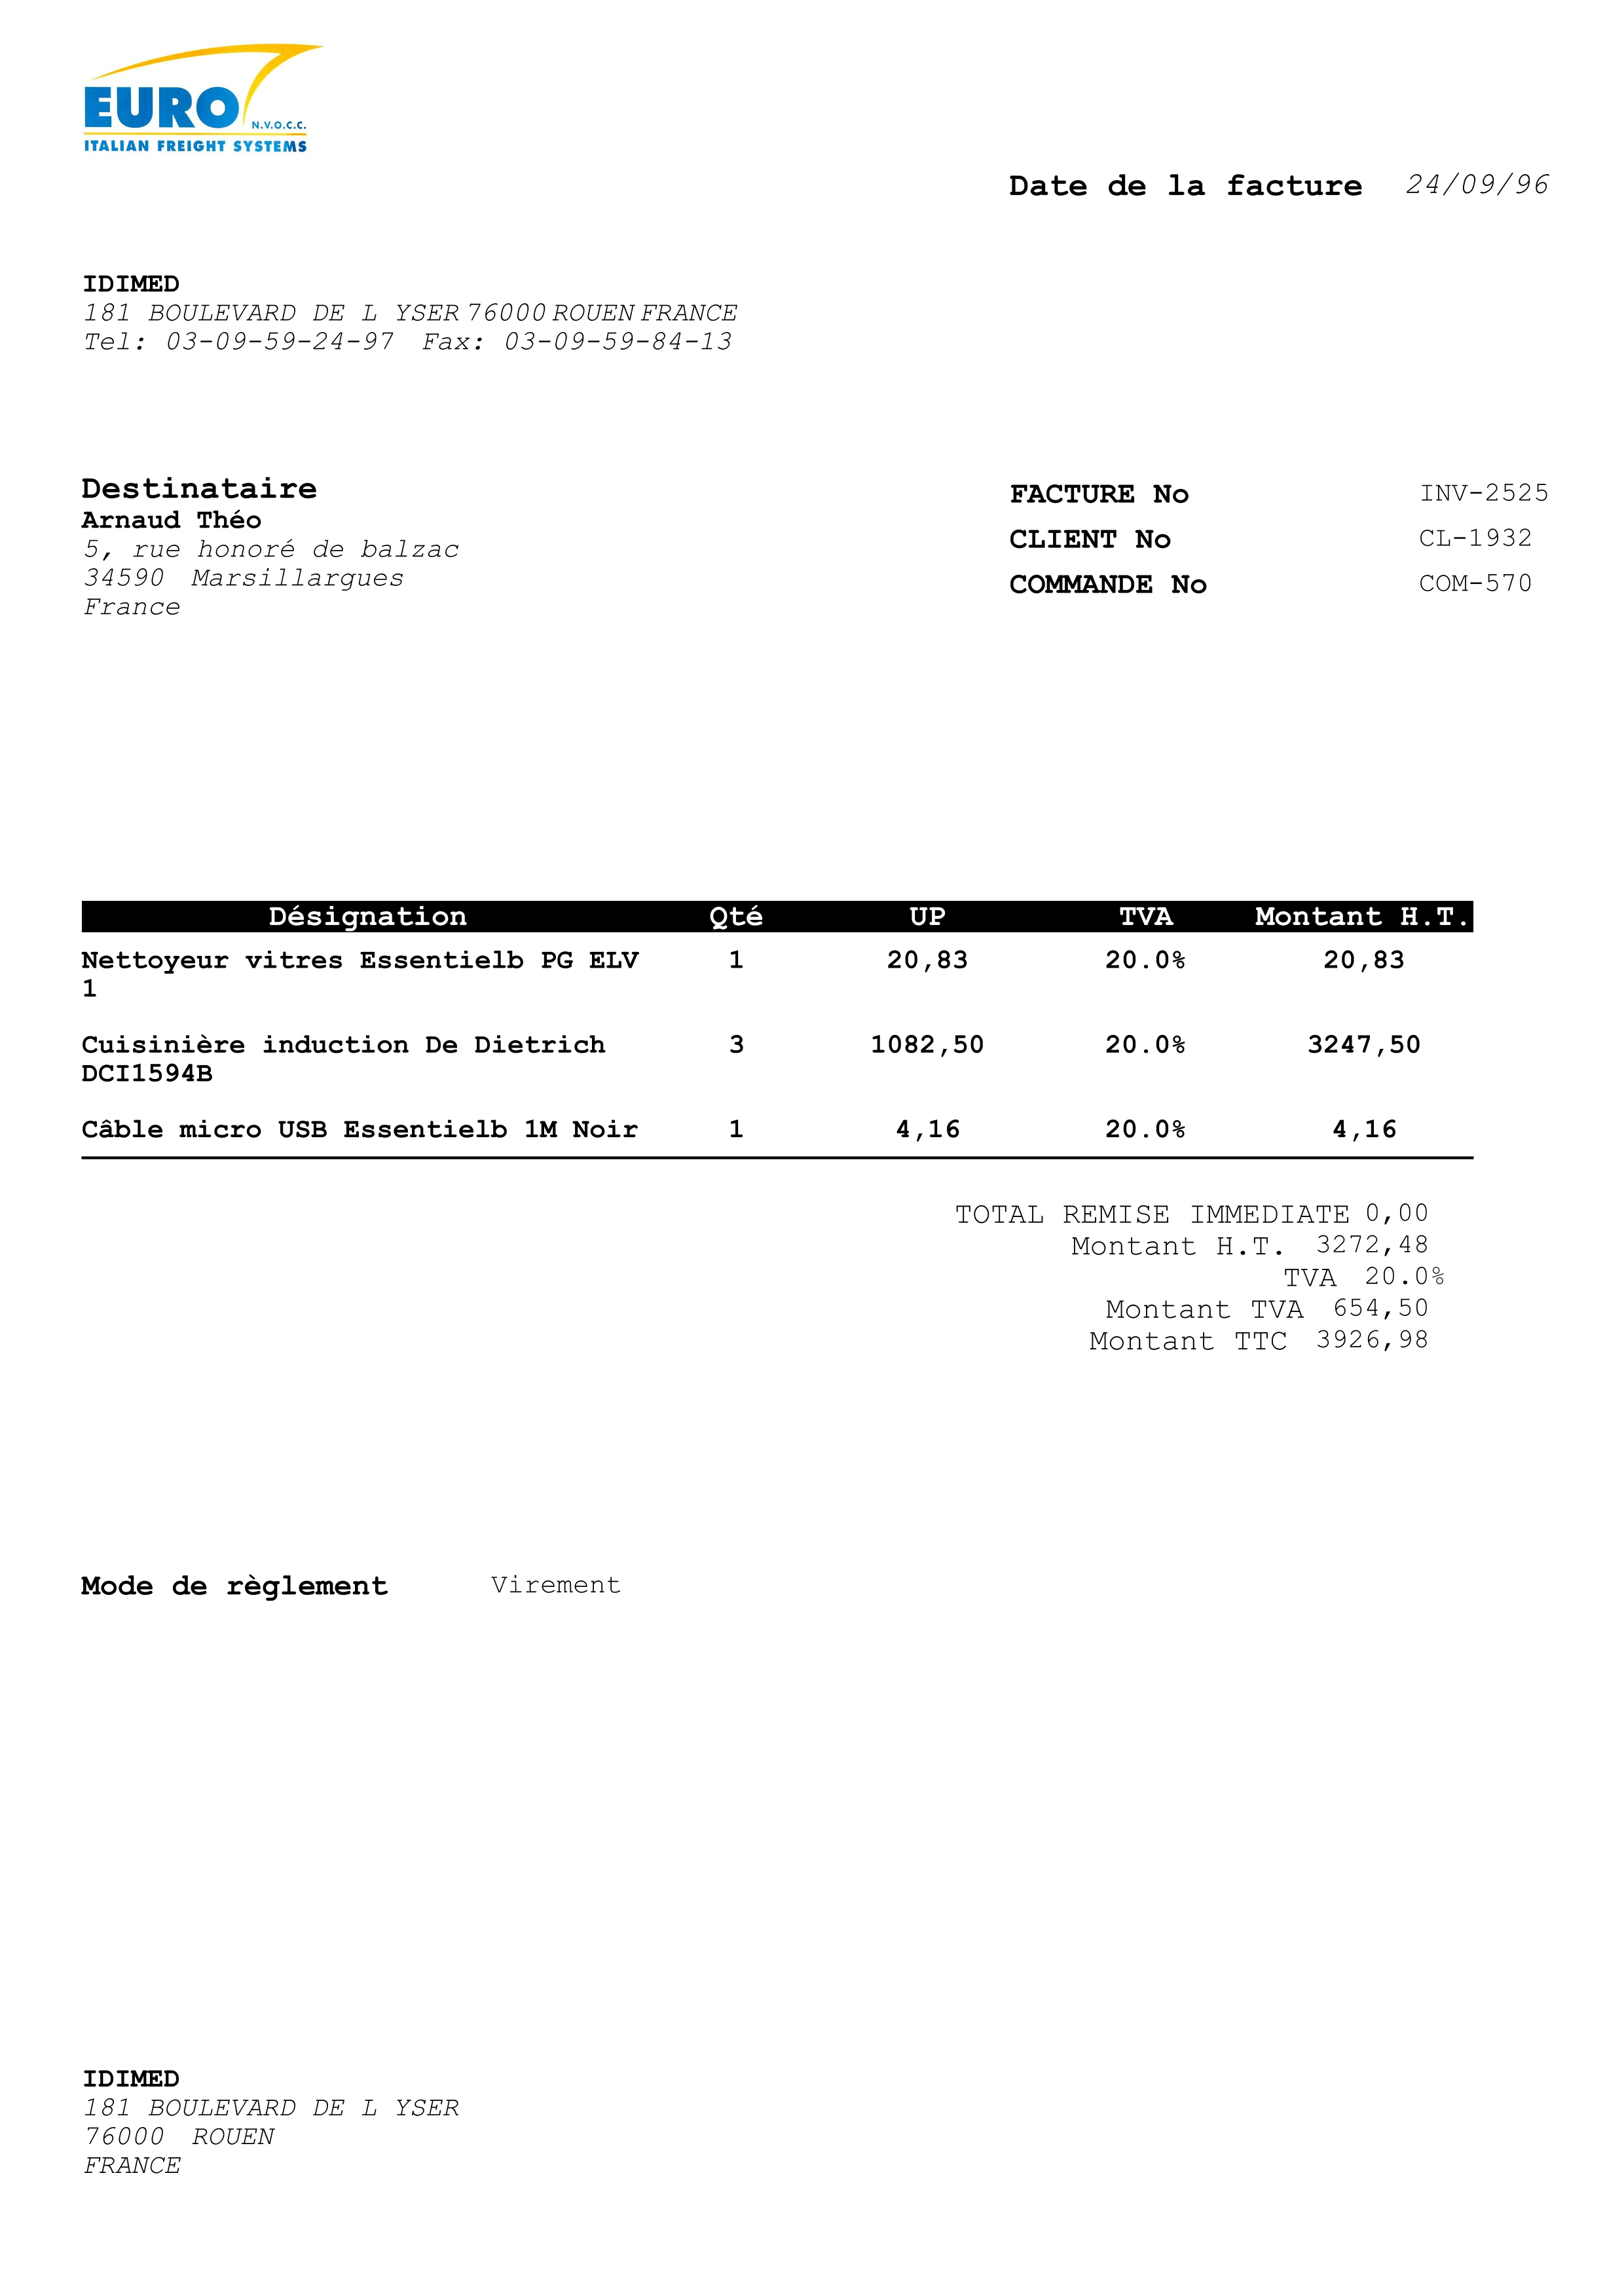 EURO N.V.O.C.C.
ITALIAN FREIGHT SYSTEMS
Date de la facture 24/09/96
IDIMED
181 BOULEVARD DE L YSER 76000 ROUEN FRANCE
Tel: 03-09-59-24-97 Fax: 03-09-59-84-13
Destinataire
Arnaud Théo
5, rue honoré de balzac
34590 Marsillargues
France
FACTURE No INV-2525
CLIENT No CL-1932
COMMANDE No COM-570
Désignation Qté UP TVA Montant H.T.
Nettoyeur vitres Essentielb PG ELV 1 20,83 20.0% 20,83
1
Cuisinière induction De Dietrich 3 1082,50 20.0% 3247,50
DCI1594B
Câble micro USB Essentielb 1M Noir 1 4,16 20.0% 4,16
TOTAL REMISE IMMEDIATE 0,00
Montant H.T. 3272,48
TVA 20.0%
Montant TVA 654,50
Montant TTC 3926,98
Mode de règlement Virement
IDIMED
181 BOULEVARD DE L YSER
76000 ROUEN
FRANCE